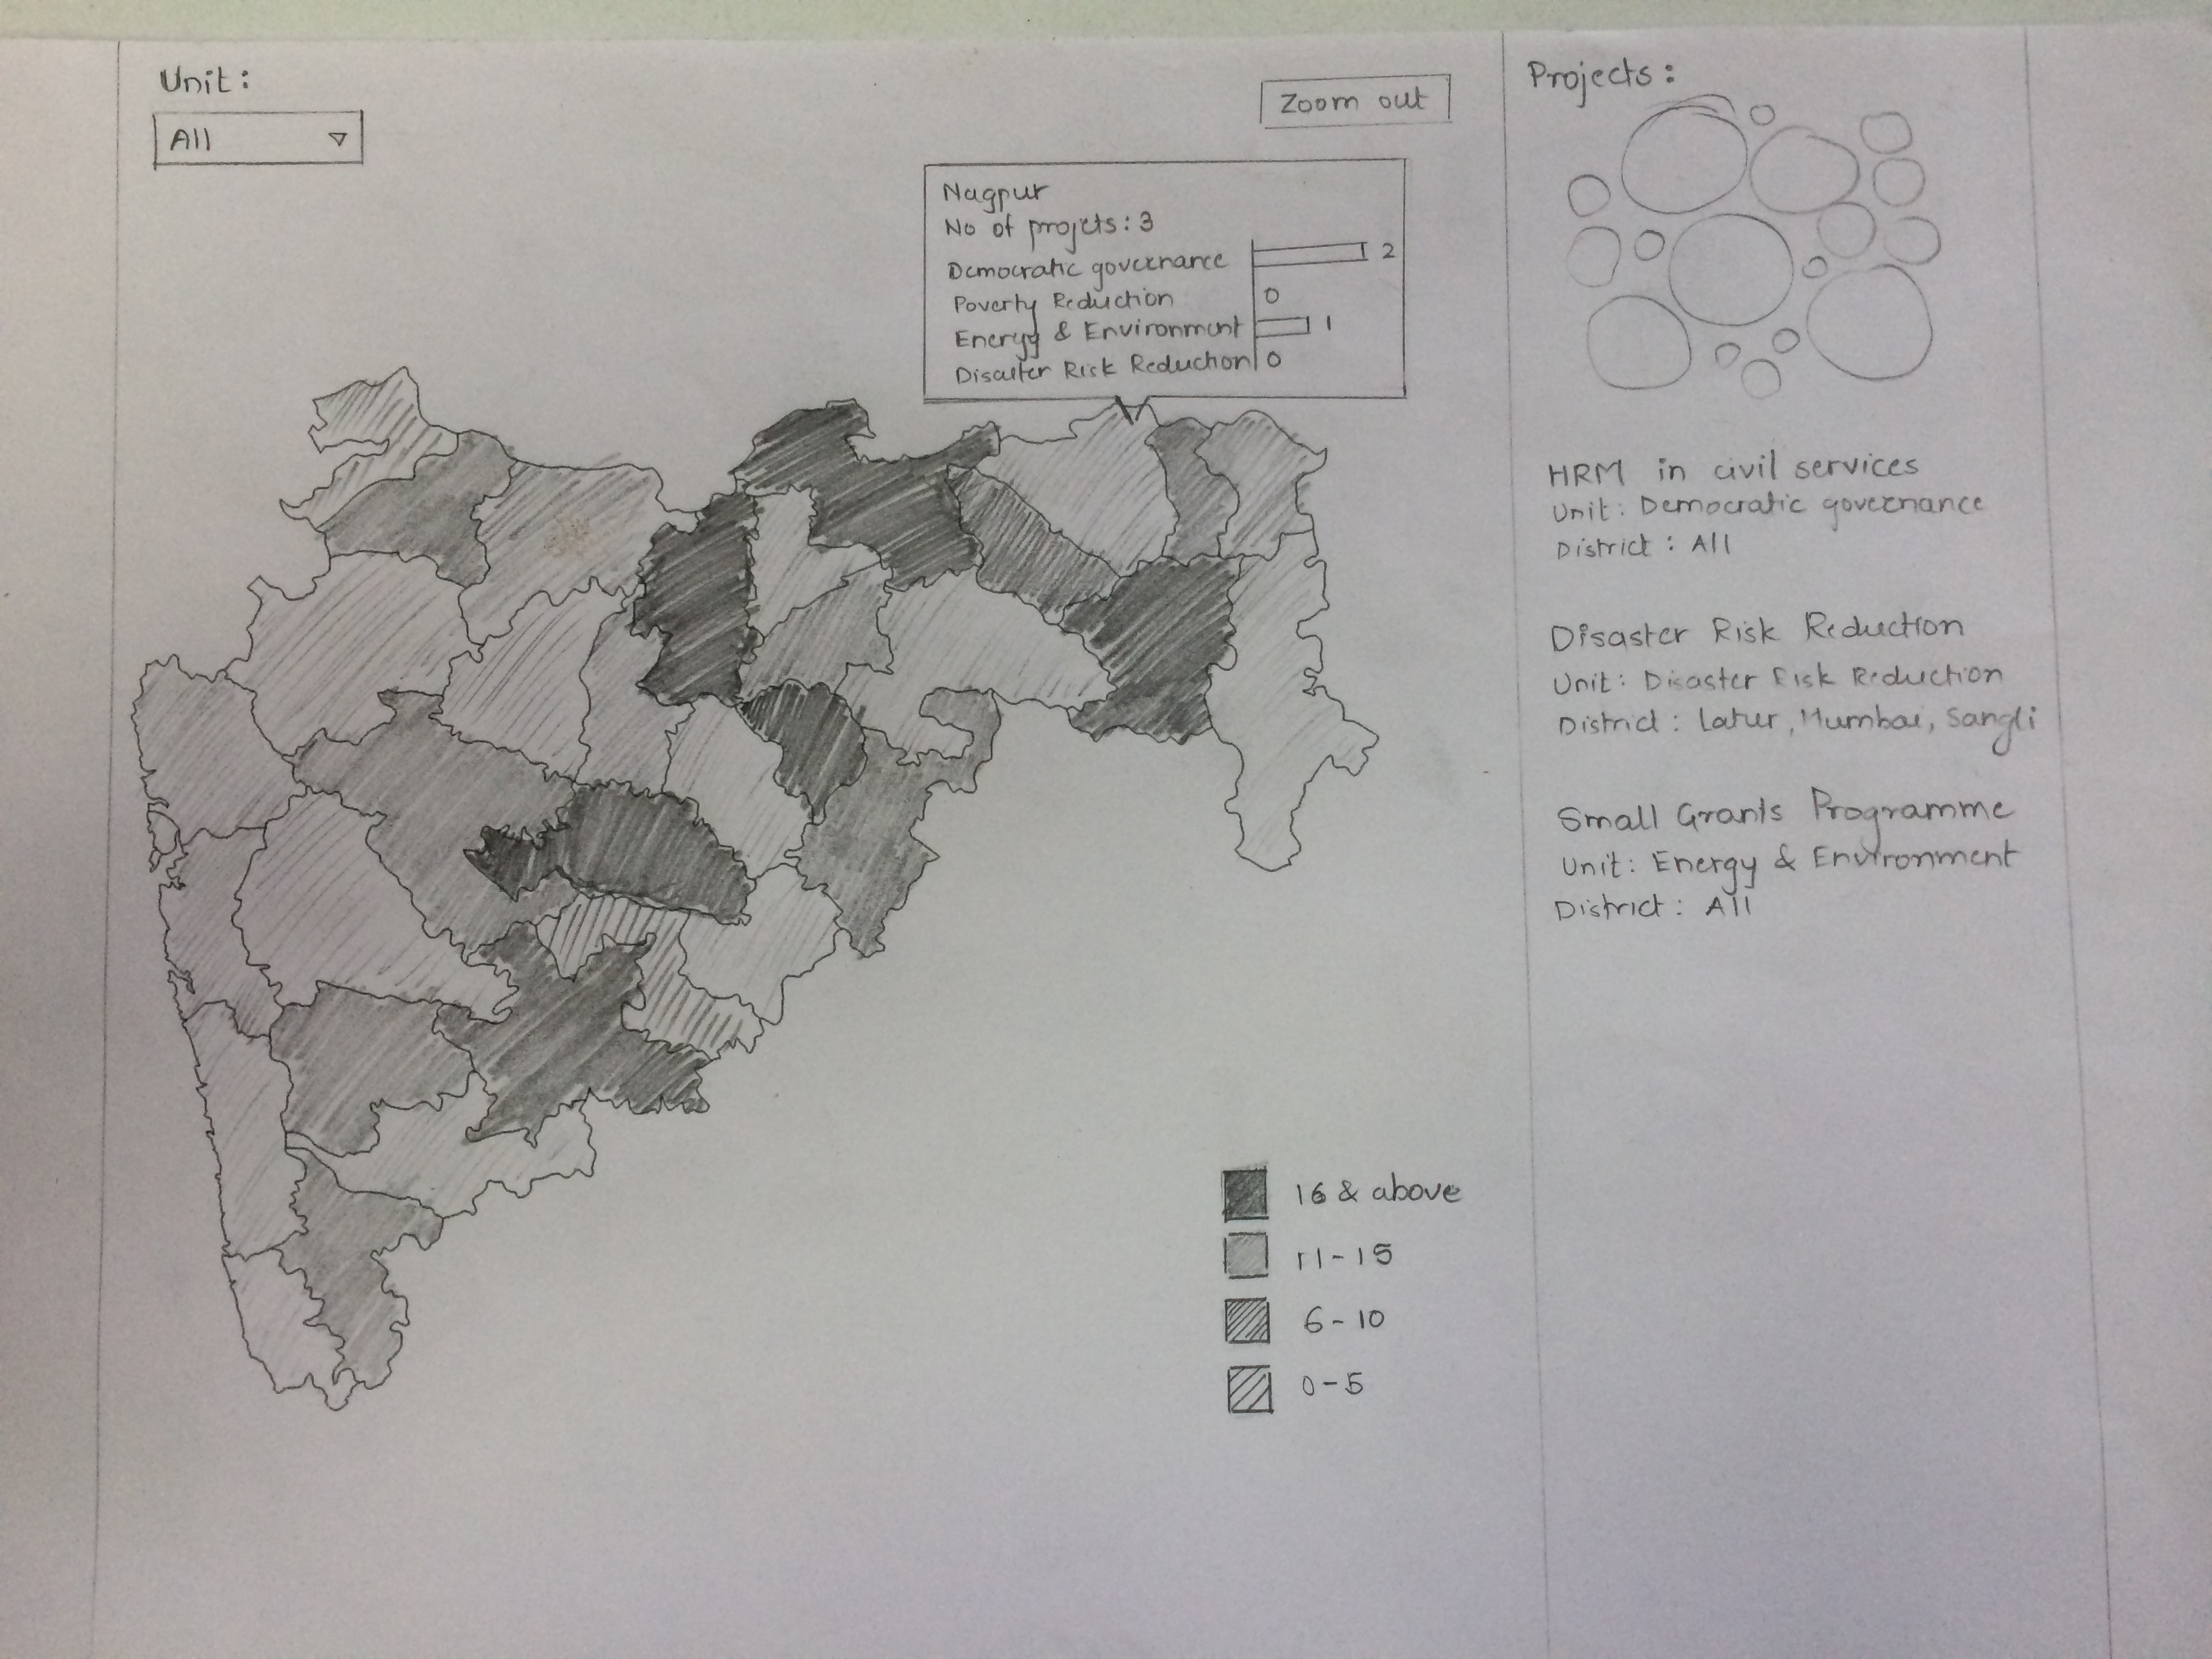 Unit:
All
Zoom out
Nagpur
No of projcts: 3
Democratic governance 2
Poverty Reduction 0
Energy & Environment 1
Disaster Risk Reduction 0
16 & above
11-15
6-10
0-5
Projects:
HRM in civil services
Unit: Democratic governance
District: All
Disaster Risk Reduction
Unit: Disaster Risk Reduction
District: Latur, Mumbai, Sangli
Small Grants Programme
Unit: Energy & Environment
District: All